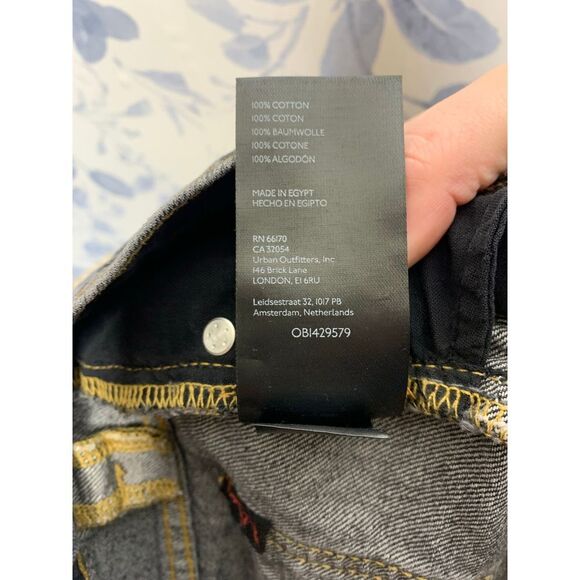 100% COTTON
100% COTON
100% BAUMWOLLE
100% COTONE
100% ALGODÓN
MADE IN EGYPT
HECHO EN EGIPTO
RN 66170
CA 32054
Urban Outfitters, Inc
146 Brick Lane
LONDON, E1 6RU
Leidsestraat 32, 1017 PB
Amsterdam, Netherlands
OB1429579